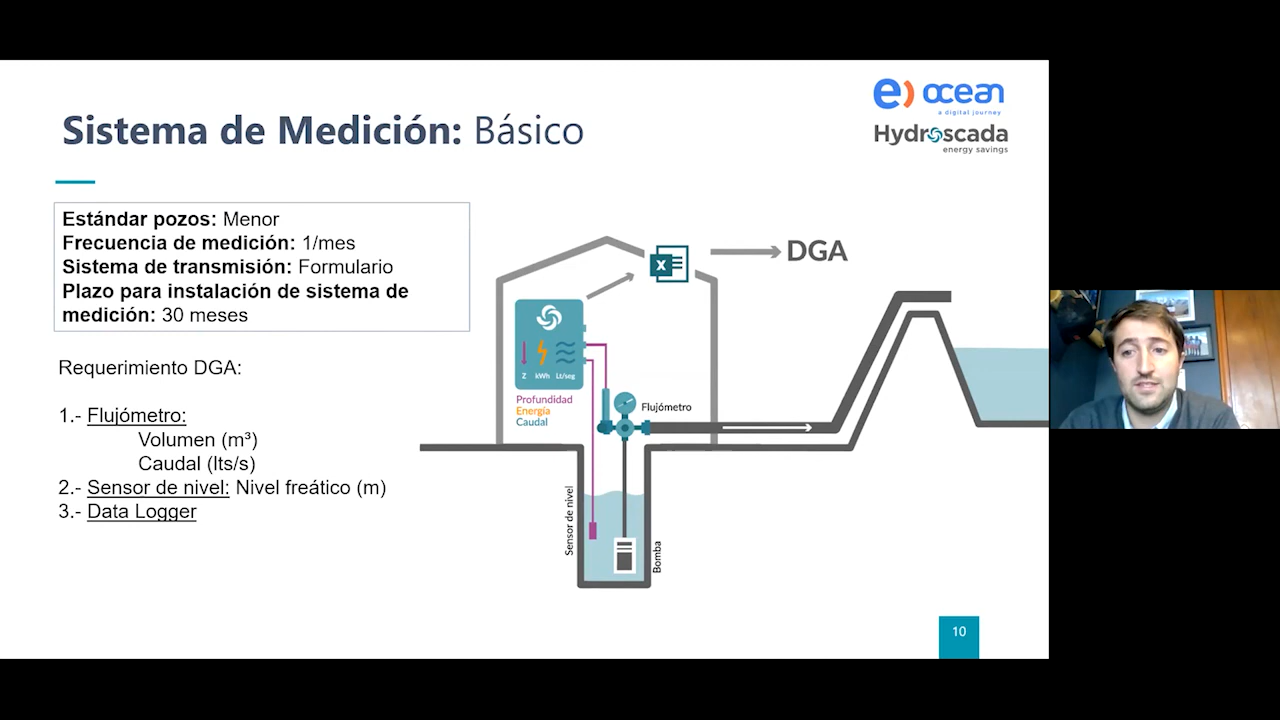 e) ocean
a digital journey
Hydroscada
energy savings
Sistema de Medición: Básico
Estándar pozos: Menor
Frecuencia de medición: 1/mes
Sistema de transmisión: Formulario
Plazo para instalación de sistema de
medición: 30 meses
Requerimiento DGA:
1.- Flujómetro:
Volumen (m³)
Caudal (lts/s)
2.- Sensor de nivel: Nivel freático (m)
3.- Data Logger
X
DGA
Z kWh Lt/seg
Profundidad
Energía
Caudal
Flujómetro
Sensor de nivel
Bomba
10